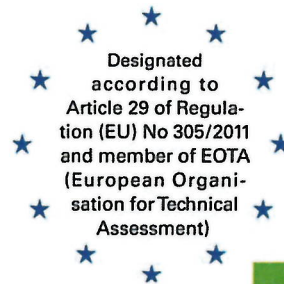 Designated
according to
Article 29 of Regula-
tion (EU) No 305/2011
and member of EOTA
(European Organi-
sation for Technical
Assessment)